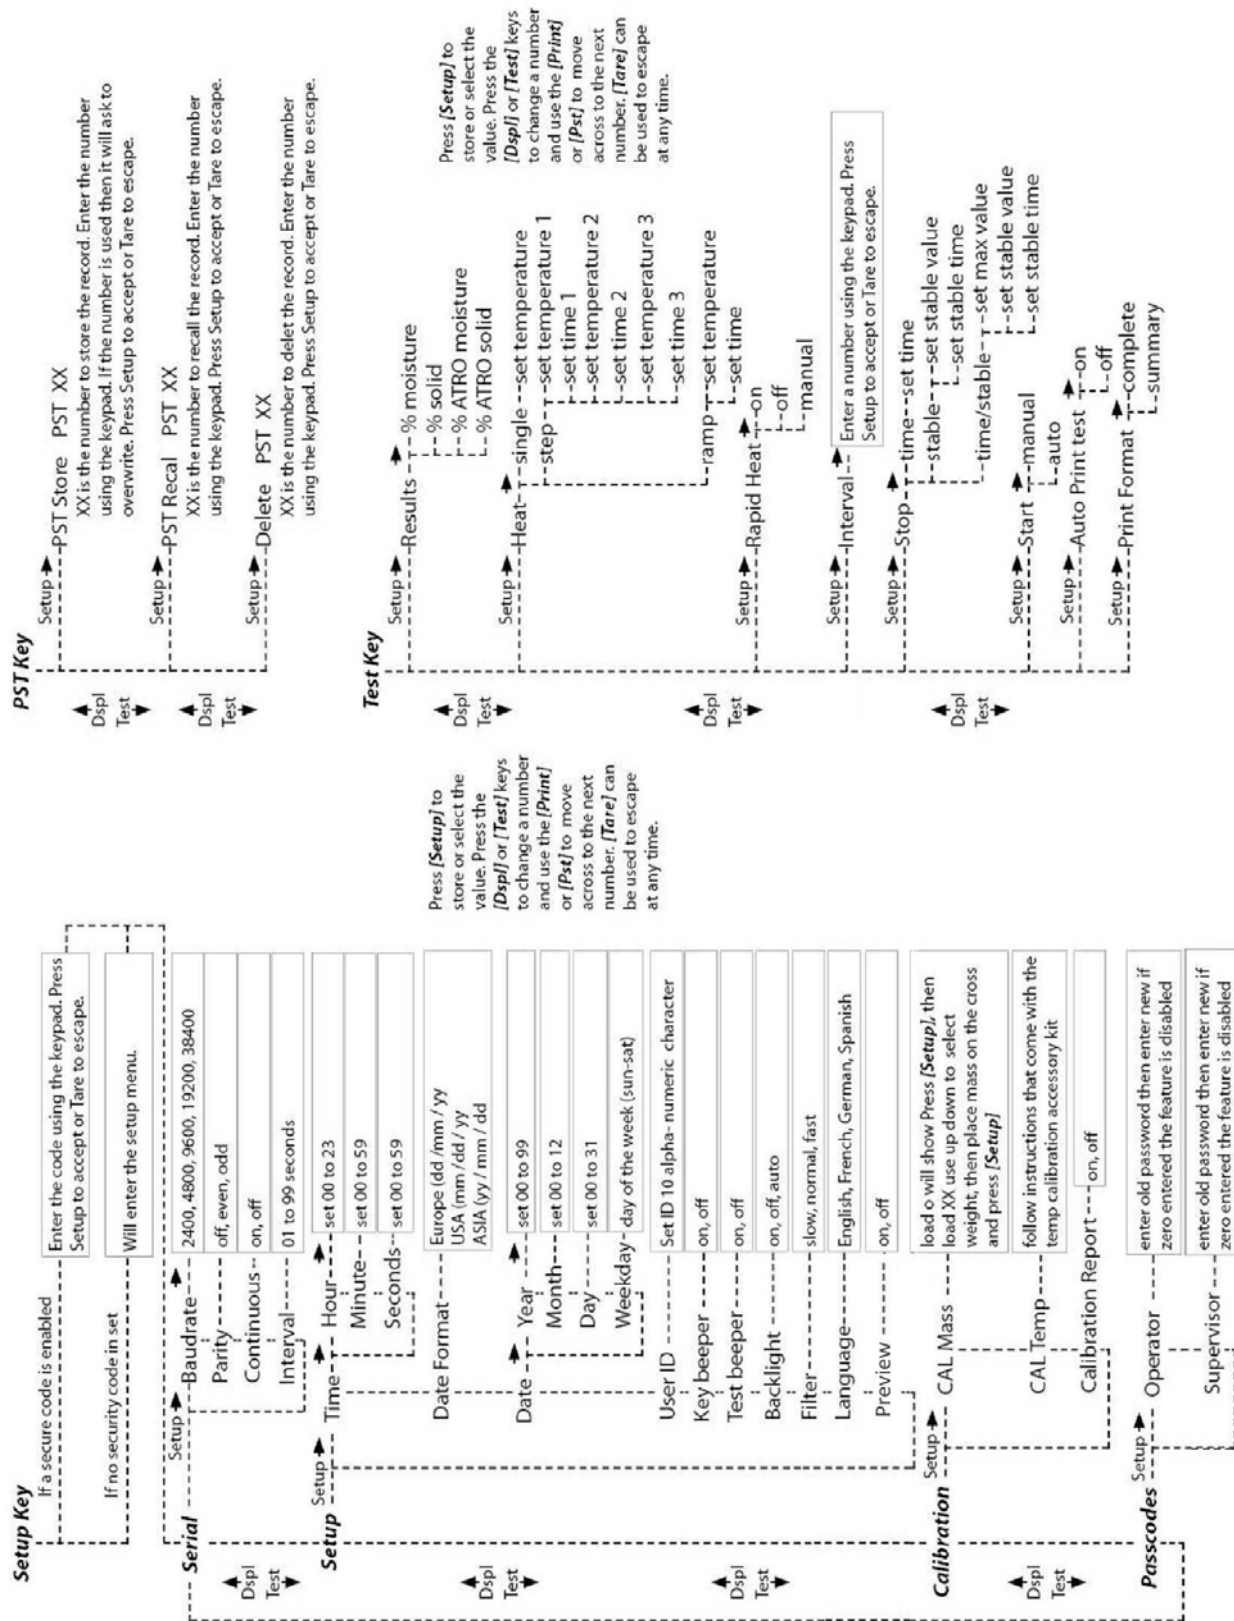 Setup Key
If a secure code is enabled
Enter the code using the keypad. Press
Setup to accept or Tare to escape.
If no security code in set
Will enter the setup menu.
Serial
Setup
Baudrate
2400, 4800, 9600, 19200, 38400
Parity
off, even, odd
Continuous
on, off
Interval
01 to 99 seconds
Dspl
Test
Setup
Setup
Time
Hour
set 00 to 23
Minute
set 00 to 59
Seconds
set 00 to 59
Date Format
Europe (dd /mm / yy
USA (mm /dd / yy
ASIA (yy / mm / dd
Dspl
Test
Date
Year
set 00 to 99
Month
set 00 to 12
Day
set 00 to 31
Weekday
day of the week (sun-sat)
User ID
Set ID 10 alpha- numeric character
Key beeper
on, off
Test beeper
on, off
Dspl
Test
Backlight
on, off, auto
Filter
slow, normal, fast
Language
English, French, German, Spanish
Preview
on, off
Press [Setup] to
store or select the
value. Press the
[Dspl] or [Test] keys
to change a number
and use the [Print]
or [Pst] to move
across to the next
number. [Tare] can
be used to escape
at any time.
Calibration
Setup
CAL Mass
load o will show Press [Setup], then
load XX use up down to select
weight, then place mass on the cross
and press [Setup]
Dspl
Test
CAL Temp
follow instructions that come with the
temp calibration accessory kit
Calibration Report
on, off
Passcodes
Setup
Operator
enter old password then enter new if
zero entered the feature is disabled
Supervisor
enter old password then enter new if
zero entered the feature is disabled
PST Key
Setup
PST Store PST XX
XX is the number to store the record. Enter the number
using the keypad. If the number is used then it will ask to
overwrite. Press Setup to accept or Tare to escape.
Dspl
Test
Setup
PST Recal PST XX
XX is the number to recall the record. Enter the number
using the keypad. Press Setup to accept or Tare to escape.
Dspl
Test
Setup
Delete PST XX
XX is the number to delet the record. Enter the number
using the keypad. Press Setup to accept or Tare to escape.
Test Key
Setup
Results
% moisture
% solid
% ATRO moisture
% ATRO solid
Dspl
Test
Setup
Heat
single
set temperature
step
set temperature 1
set time 1
set temperature 2
set time 2
set temperature 3
set time 3
ramp
set temperature
set time
Press [Setup] to
store or select the
value. Press the
[Dspl] or [Test] keys
to change a number
and use the [Print]
or [Pst] to move
across to the next
number. [Tare] can
be used to escape
at any time.
Dspl
Test
Setup
Rapid Heat
on
off
manual
Setup
Interval
Enter a number using the keypad. Press
Setup to accept or Tare to escape.
Setup
Stop
time
set time
stable
set stable value
set stable time
time/stable
set max value
set stable value
set stable time
Dspl
Test
Setup
Start
manual
auto
Setup
Auto Print test
on
off
Setup
Print Format
complete
summary